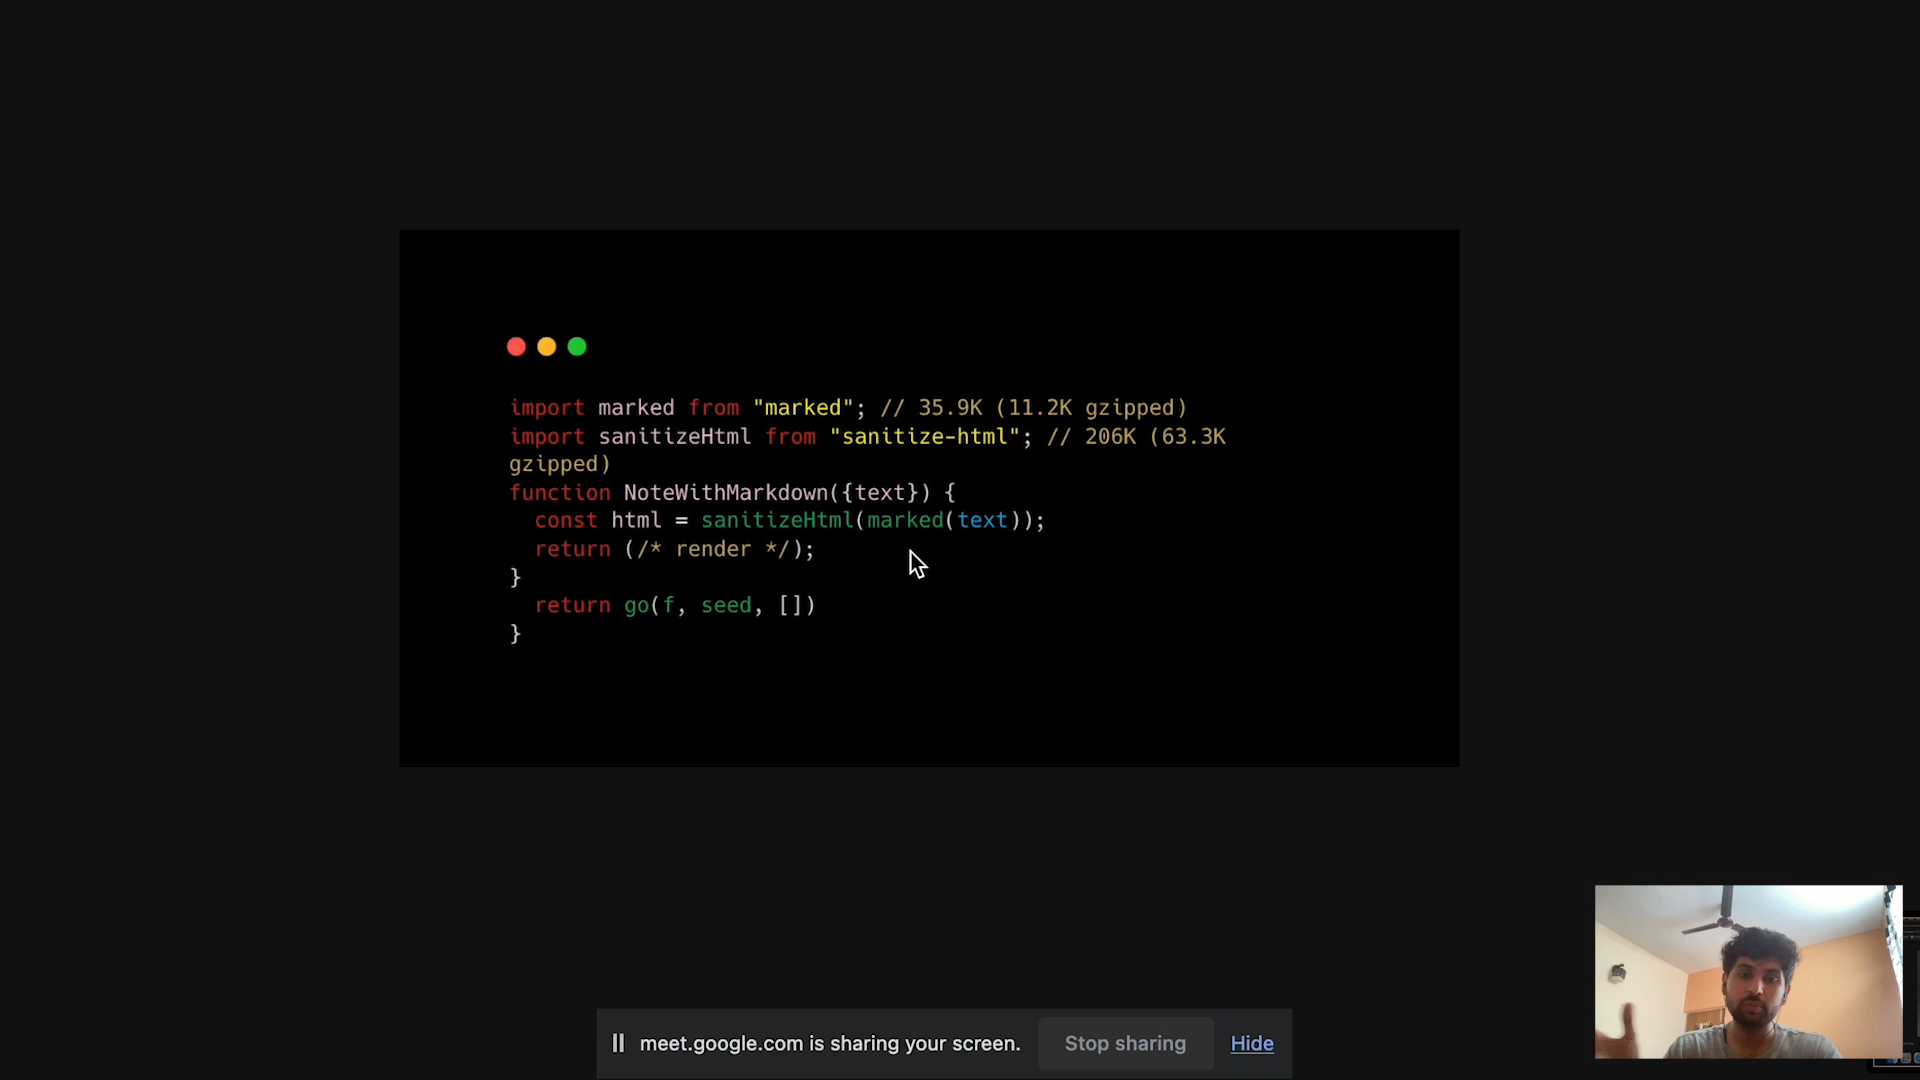 import marked from "marked"; // 35.9K (11.2K gzipped)
import sanitizeHtml from "sanitize-html"; // 206K (63.3K
gzipped)
function NoteWithMarkdown({text}) {
  const html = sanitizeHtml(marked(text));
  return (/* render */);
}
  return go(f, seed, [])
}
meet.google.com is sharing your screen. Stop sharing Hide